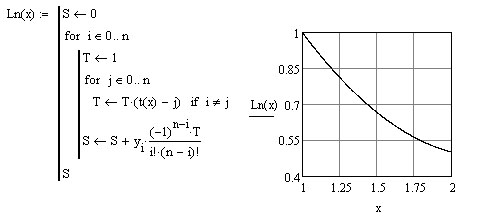 Ln(x) := S ← 0
for i ∈ 0.. n
T ← 1
for j ∈ 0.. n
T ← T·(t(x) − j) if i ≠ j
S ← S + y_i·((−1)^(n−i)·T)/(i!·(n − i)!)
S
1
0.85
0.7
0.55
0.4
Ln(x)
1 1.25 1.5 1.75 2
x